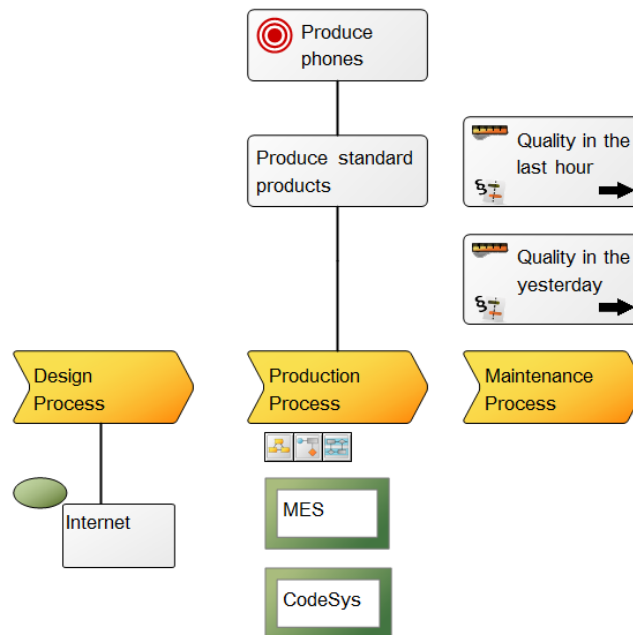 Produce
phones
Produce standard
products
Quality in the
last hour
Quality in the
yesterday
Design
Process
Production
Process
Maintenance
Process
Internet
MES
CodeSys